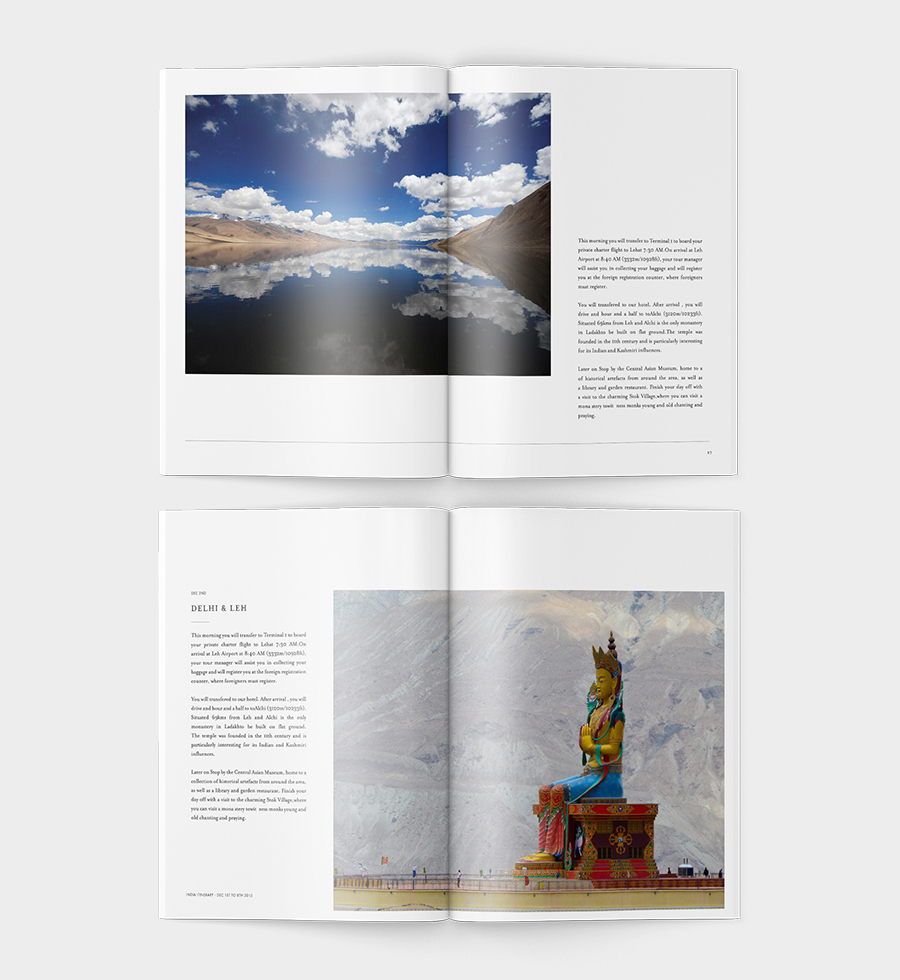 This morning you will transfer to Terminal 1 to board your
private charter flight to Lehat 7:50 AM.On arrival at Leh
Airport at 8:40 AM (3332m/10928ft), your tour manager
will assist you in collecting your luggage and will register
you at the foreign registration counter, where foreigners
must register.
You will transfered to our hotel. After arrival , you will
drive and hour and a half to toAlchi (3120m/10233ft).
Situated 65kms from Leh and Alchi is the only monastery
in Ladakhto be built on flat ground.The temple was
founded in the 11th century and is particularly interesting
for its Indian and Kashmiri influences.
Later on Stop by the Central Asian Museum, home to a
of historical artefacts from around the area, as well as
a library and garden restaurant. Finish your day off with
a visit to the charming Stok Village,where you can visit a
mona stery towit ness monks young and old chanting and
praying.
DEC 2ND
DELHI & LEH
This morning you will transfer to Terminal 1 to board
your private charter flight to Lehat 7:50 AM.On
arrival at Leh Airport at 8:40 AM (3332m/10928ft),
your tour manager will assist you in collecting your
luggage and will register you at the foreign registration
counter, where foreigners must register.
You will transfered to our hotel. After arrival , you will
drive and hour and a half to toAlchi (3120m/10233ft).
Situated 65kms from Leh and Alchi is the only
monastery in Ladakhto be built on flat ground.
The temple was founded in the 11th century and is
particularly interesting for its Indian and Kashmiri
influences.
Later on Stop by the Central Asian Museum, home to a
collection of historical artefacts from around the area,
as well as a library and garden restaurant. Finish your
day off with a visit to the charming Stok Village,where
you can visit a mona stery towit ness monks young and
old chanting and praying.
INDIA ITINERARY - DEC 1ST TO 8TH 2013